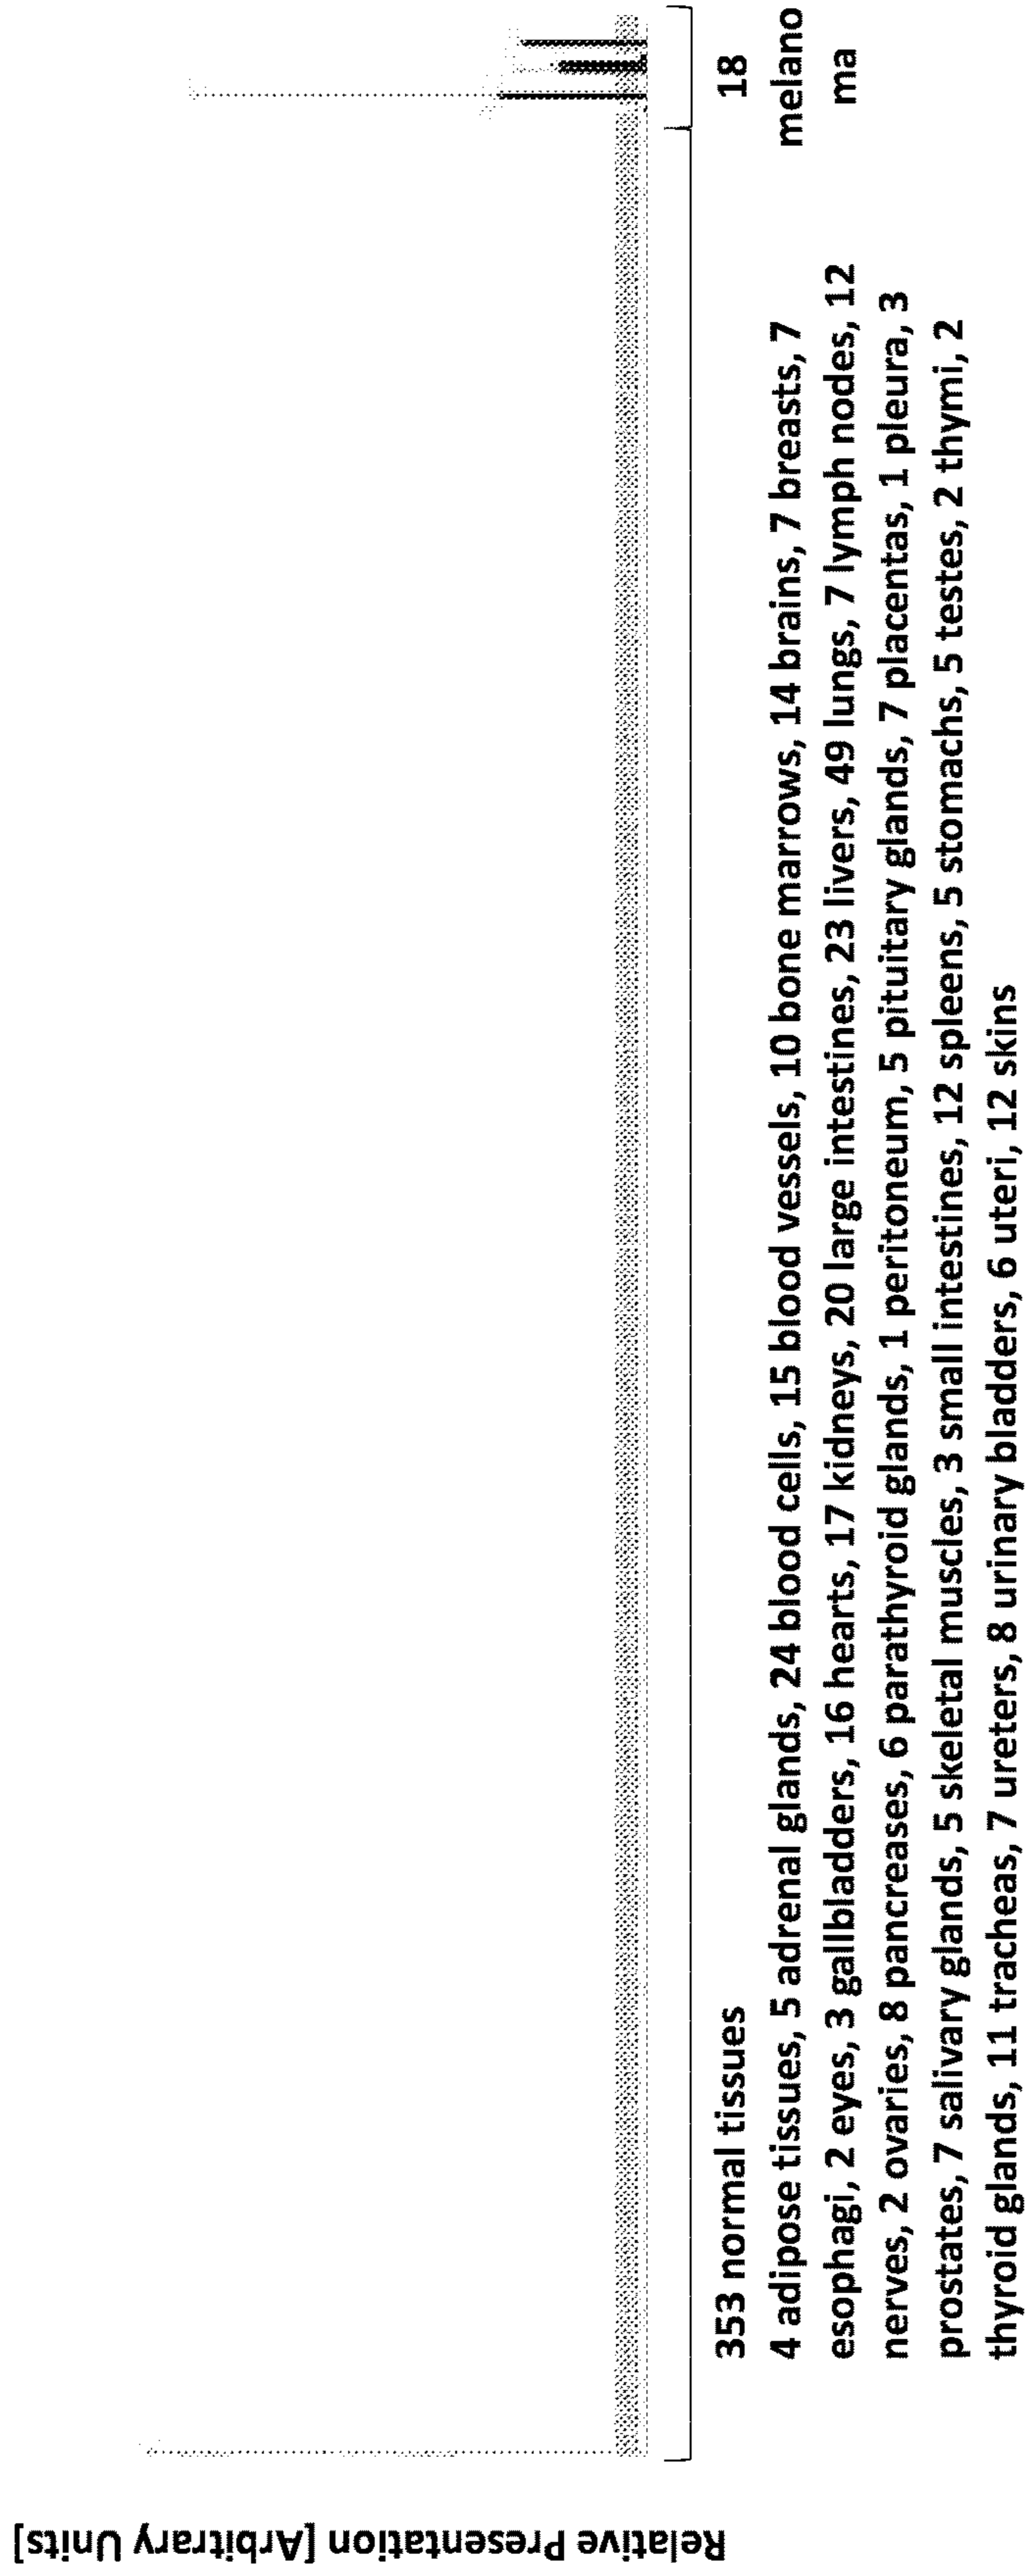 Relative Presentation [Arbitrary Units]
353 normal tissues
4 adipose tissues, 5 adrenal glands, 24 blood cells, 15 blood vessels, 10 bone marrows, 14 brains, 7 breasts, 7
esophagi, 2 eyes, 3 gallbladders, 16 hearts, 17 kidneys, 20 large intestines, 23 livers, 49 lungs, 7 lymph nodes, 12
nerves, 2 ovaries, 8 pancreases, 6 parathyroid glands, 1 peritoneum, 5 pituitary glands, 7 placentas, 1 pleura, 3
prostates, 7 salivary glands, 5 skeletal muscles, 3 small intestines, 12 spleens, 5 stomachs, 5 testes, 2 thymi, 2
thyroid glands, 11 tracheas, 7 ureters, 8 urinary bladders, 6 uteri, 12 skins
18
melano
ma